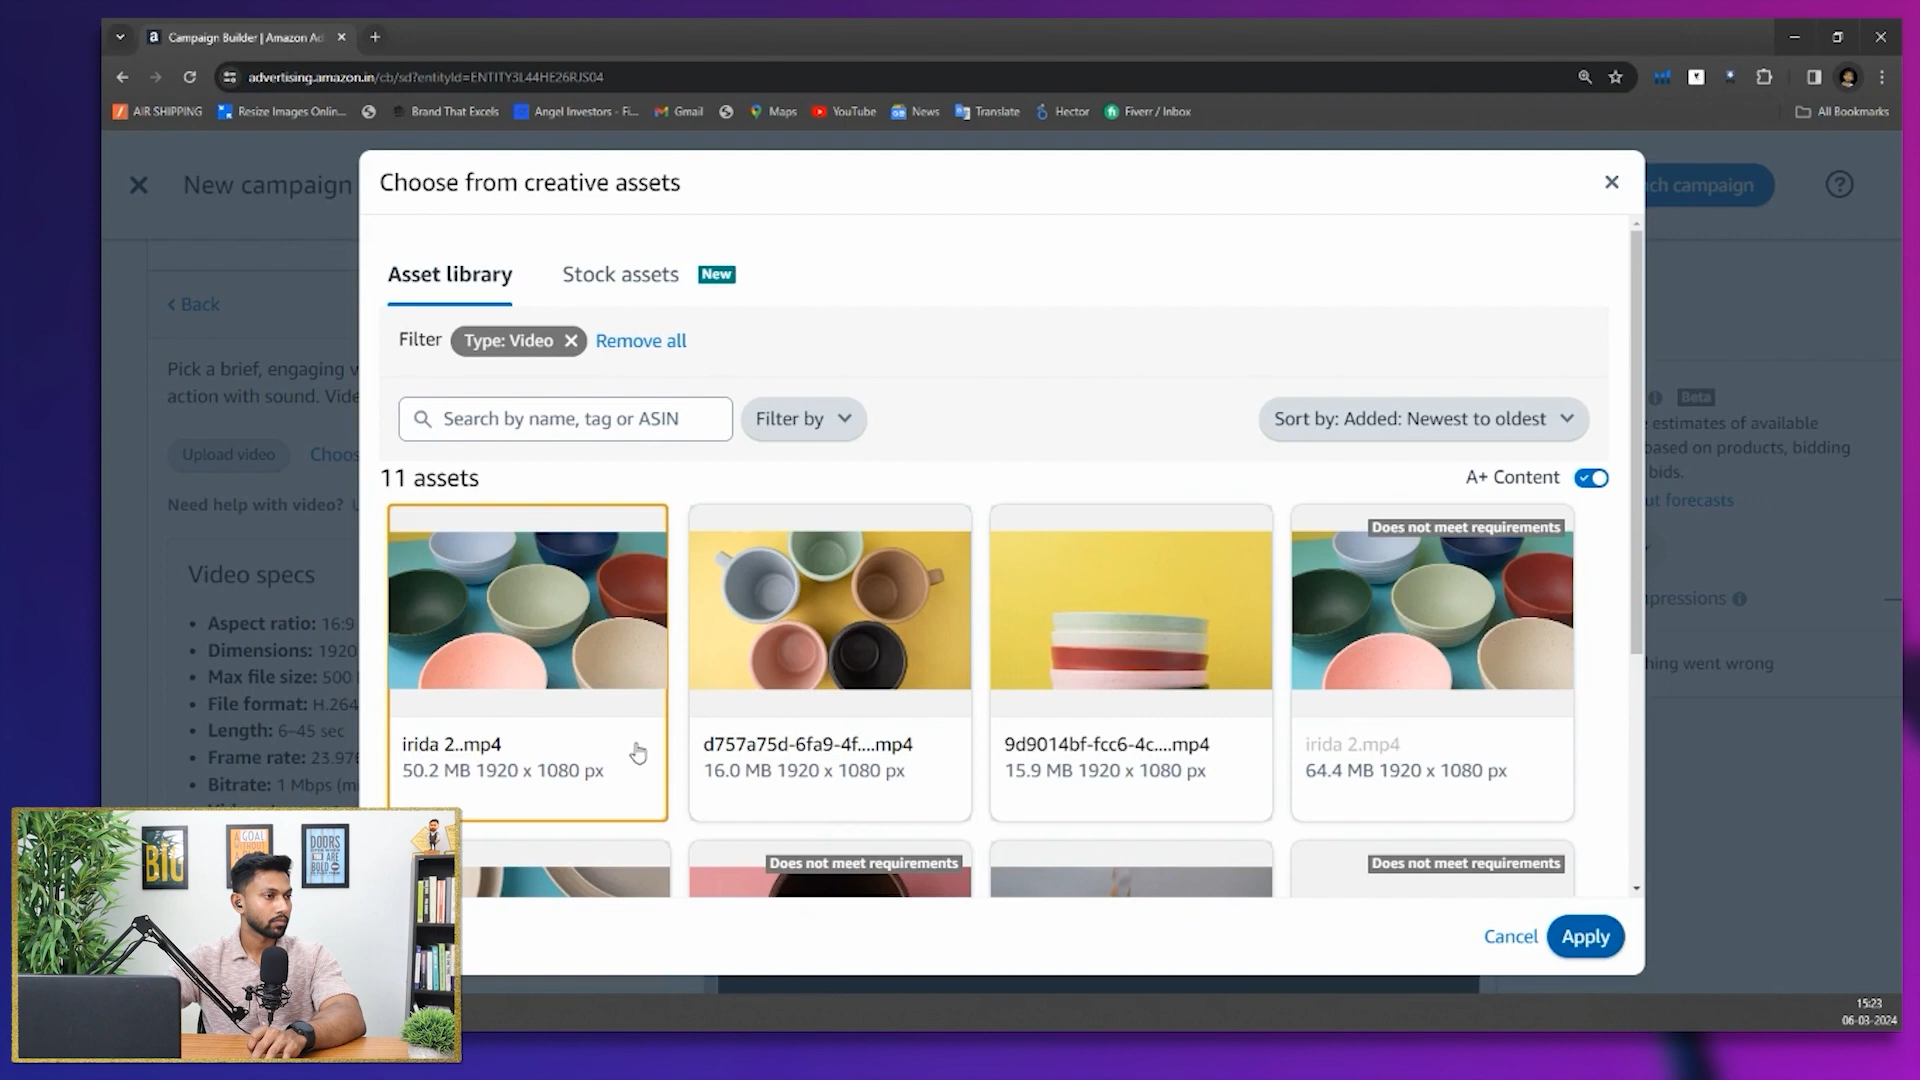 Campaign Builder | Amazon Ad
advertising.amazon.in/cb/sd?entityId=ENTITY3L44HE26RJS04
AIR SHIPPING
Resize Images Onlin...
Brand That Excels
Angel Investors - Fi...
Gmail
Maps
YouTube
News
Translate
Hector
Fiverr / Inbox
All Bookmarks
New campaign
Choose from creative assets
ch campaign
Asset library
Stock assets
New
Back
Filter
Type: Video
Remove all
Pick a brief, engaging v
action with sound. Vide
Search by name, tag or ASIN
Filter by
Sort by: Added: Newest to oldest
Beta
estimates of available
based on products, bidding
bids.
ut forecasts
Upload video
Choos
11 assets
A+ Content
Need help with video?
Does not meet requirements
Video specs
Aspect ratio: 16:9
Dimensions: 1920
Max file size: 500
File format: H.264
Length: 6–45 sec
Frame rate: 23.976
Bitrate: 1 Mbps (mi
pressions
hing went wrong
irida 2..mp4
50.2 MB 1920 x 1080 px
d757a75d-6fa9-4f....mp4
16.0 MB 1920 x 1080 px
9d9014bf-fcc6-4c....mp4
15.9 MB 1920 x 1080 px
irida 2.mp4
64.4 MB 1920 x 1080 px
Does not meet requirements
Does not meet requirements
Cancel
Apply
BIG
A GOAL
WITHOUT
DOORS
ARE
BOLD
15:23
06-03-2024